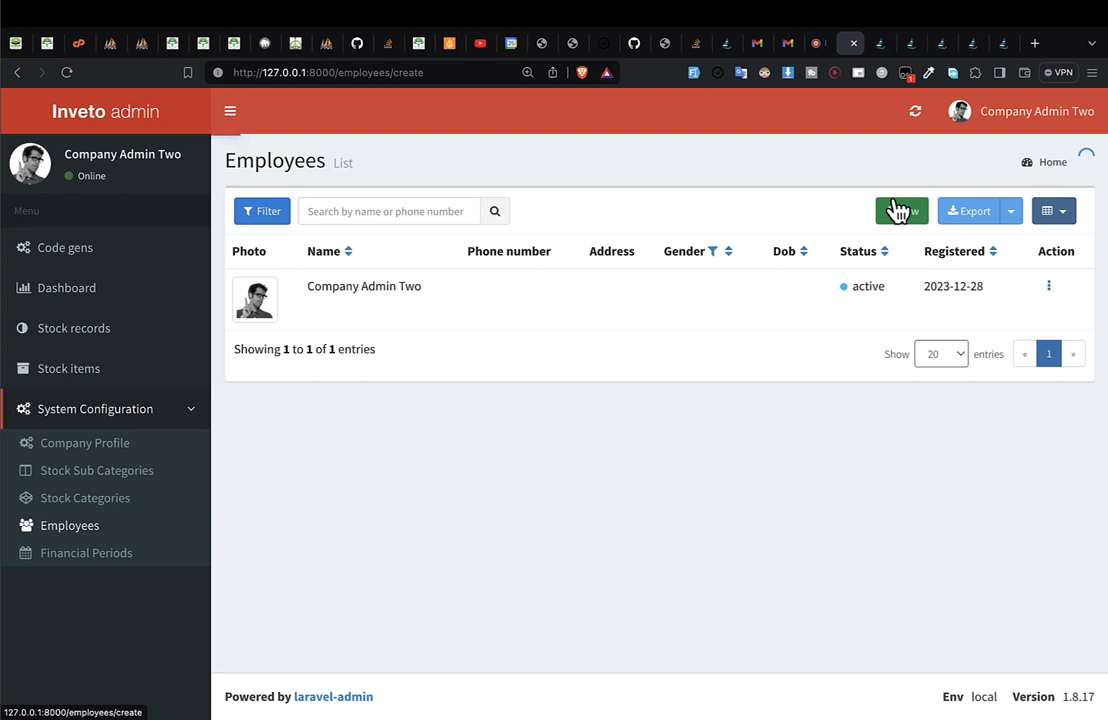 http://127.0.0.1:8000/employees/create
VPN
Inveto admin
Company Admin Two
Company Admin Two
Online
Menu
Code gens
Dashboard
Stock records
Stock items
System Configuration
Company Profile
Stock Sub Categories
Stock Categories
Employees
Financial Periods
Employees List
Home
Filter
Search by name or phone number
Export
Photo Name Phone number Address Gender Dob Status Registered Action
Company Admin Two active 2023-12-28
Showing 1 to 1 of 1 entries
Show 20 entries « 1 »
Powered by laravel-admin
Env local Version 1.8.17
127.0.0.1:8000/employees/create